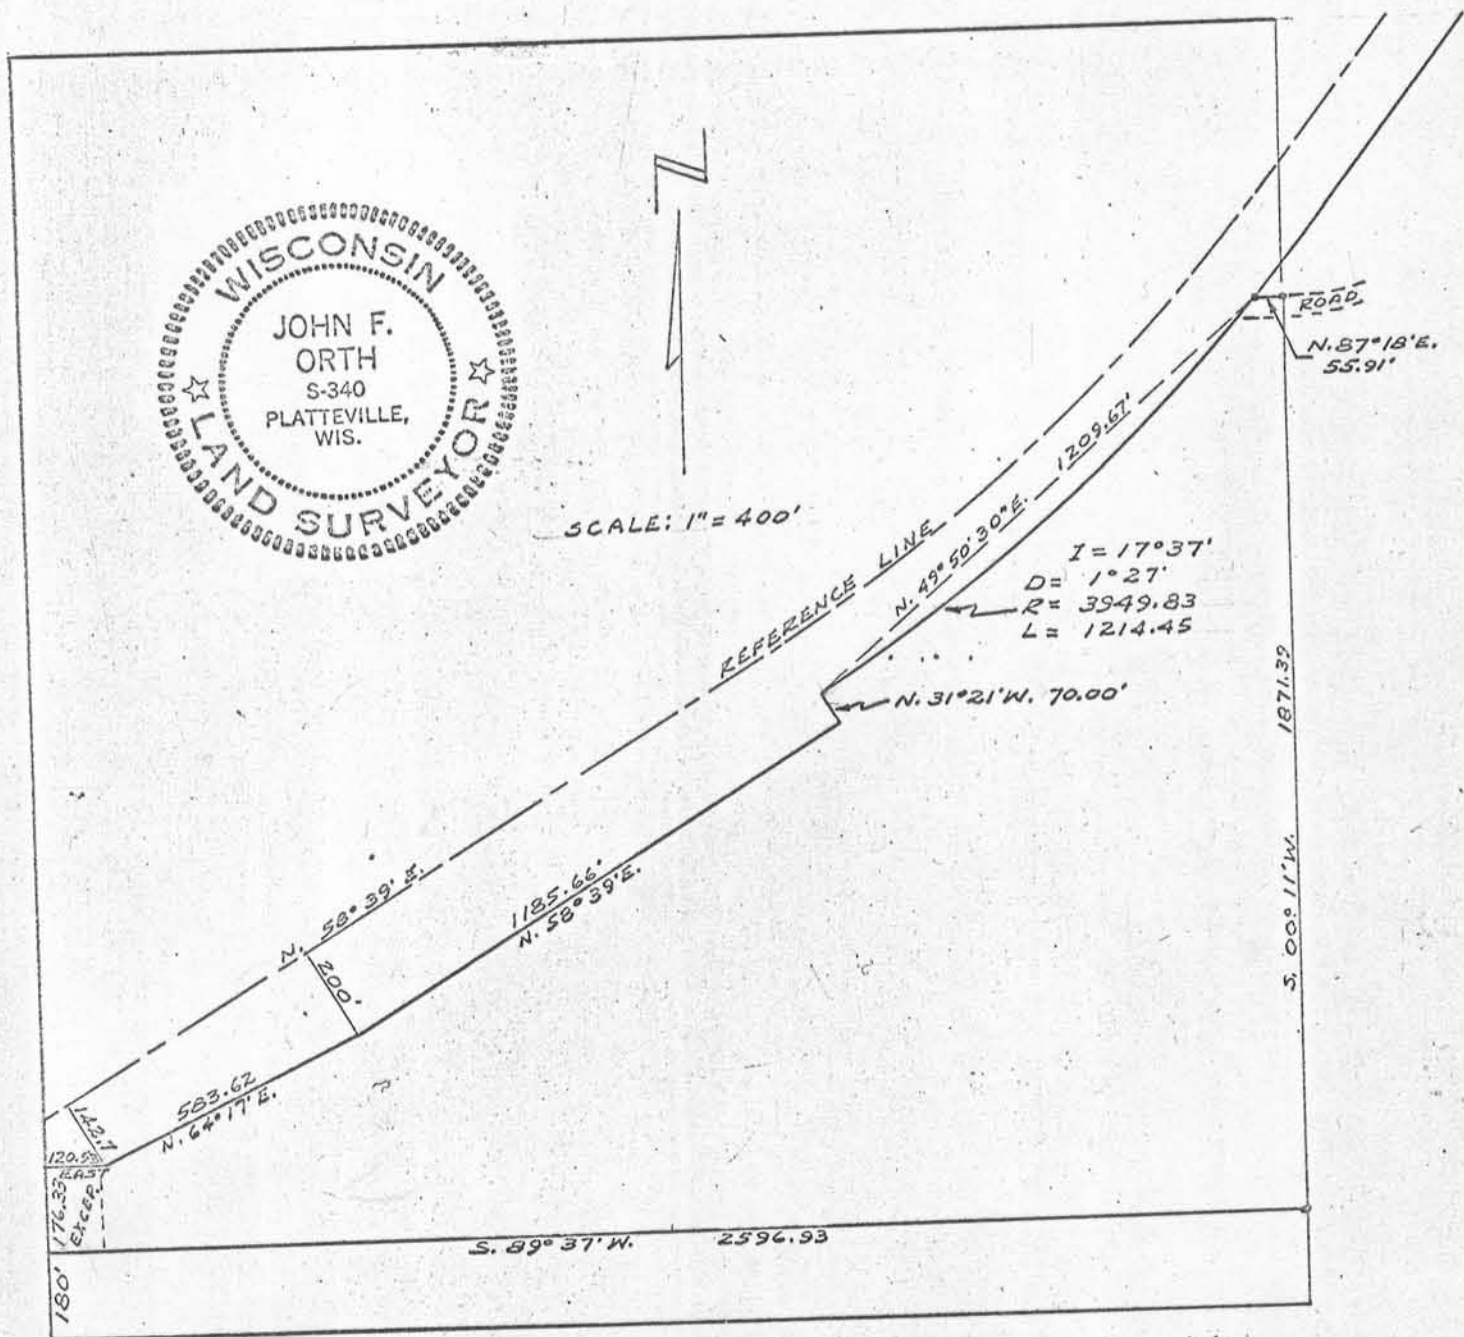 WISCONSIN
LAND SURVEYOR
JOHN F.
ORTH
S-340
PLATTEVILLE,
WIS.
SCALE: 1"= 400'
ROAD
N. 87° 18' E.
55.91'
1209.67'
N. 49° 50' 30" E.
REFERENCE LINE
I = 17° 37'
D = 1° 27'
R = 3949.83
L = 1214.45
N. 31° 21' W. 70.00'
1871.39
S. 00° 11' W.
N. 58° 39' E.
1185.66'
N. 58° 39' E.
200'
583.62
N. 64° 17' E.
142.7
EAST
176.33
EXCEP.
S. 89° 37' W. 2596.93
180'